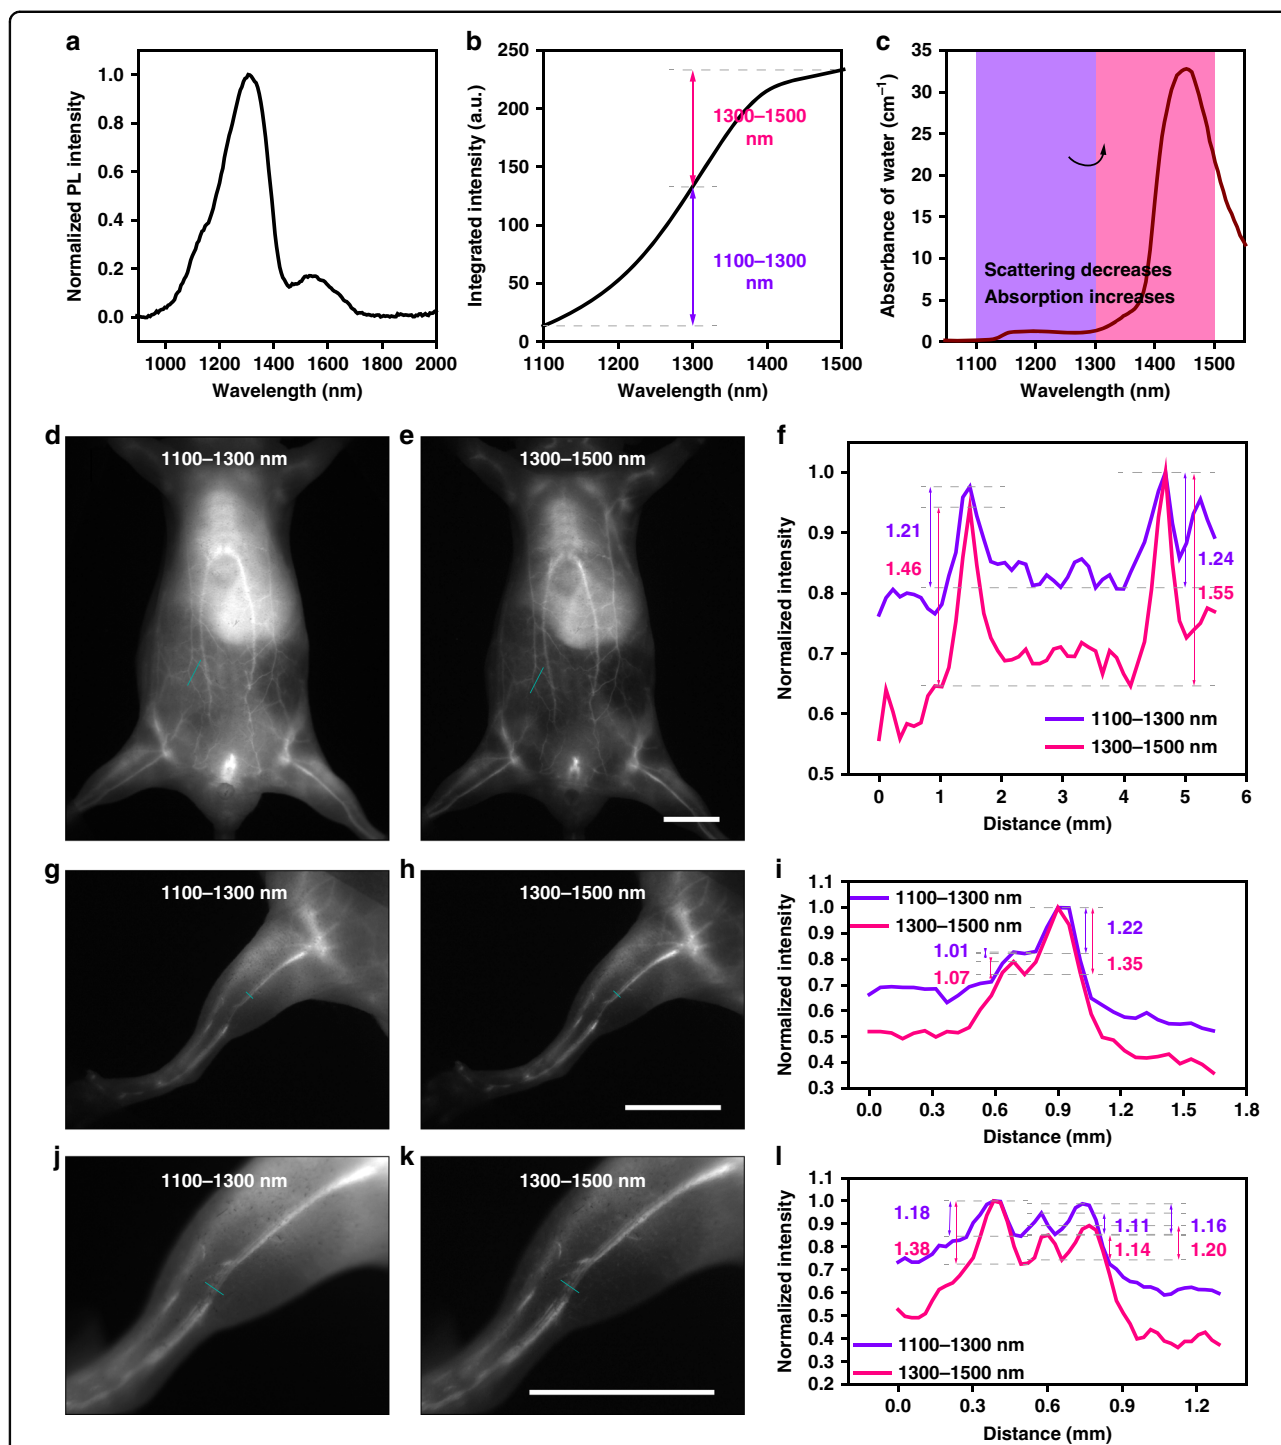 a
Normalized PL intensity
1.0
0.8
0.6
0.4
0.2
0.0
1000 1200 1400 1600 1800 2000
Wavelength (nm)
b
Integrated intensity (a.u.)
250
200
150
100
50
0
1300–1500
nm
1100–1300
nm
1100 1200 1300 1400 1500
Wavelength (nm)
c
Absorbance of water (cm⁻¹)
35
30
25
20
15
10
5
0
Scattering decreases
Absorption increases
1100 1200 1300 1400 1500
Wavelength (nm)
d
1100–1300 nm
e
1300–1500 nm
f
Normalized intensity
1.0
0.9
0.8
0.7
0.6
0.5
1.21
1.46
1.24
1.55
1100–1300 nm
1300–1500 nm
0 1 2 3 4 5 6
Distance (mm)
g
1100–1300 nm
h
1300–1500 nm
i
Normalized intensity
1.1
1.0
0.9
0.8
0.7
0.6
0.5
0.4
0.3
1100–1300 nm
1300–1500 nm
1.01
1.07
1.22
1.35
0.0 0.3 0.6 0.9 1.2 1.5 1.8
Distance (mm)
j
1100–1300 nm
k
1300–1500 nm
l
Normalized intensity
1.1
1.0
0.9
0.8
0.7
0.6
0.5
0.4
0.3
0.2
1.18
1.38
1.11
1.16
1.14
1.20
1100–1300 nm
1300–1500 nm
0.0 0.3 0.6 0.9 1.2
Distance (mm)